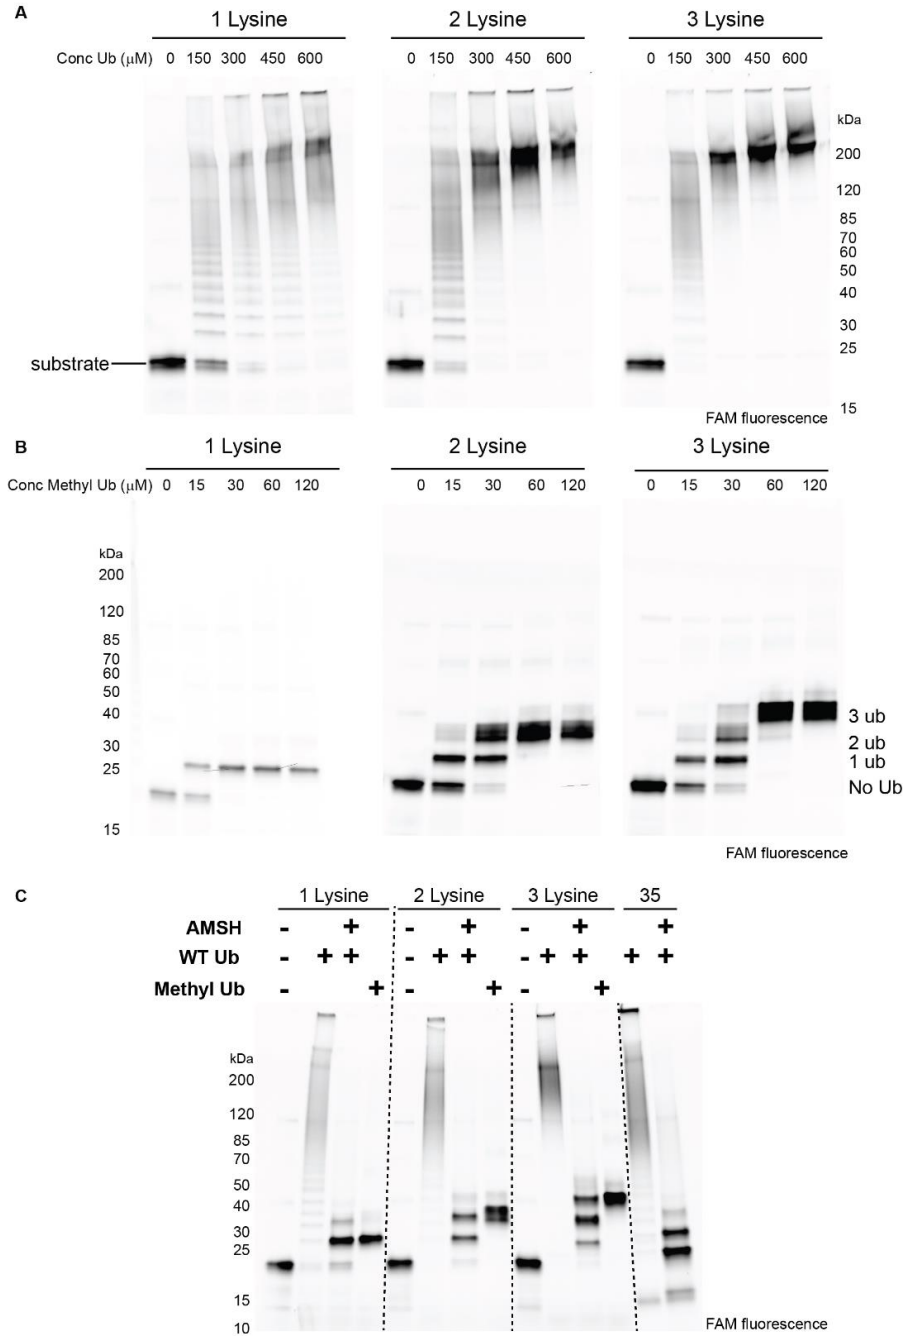 A
1 Lysine 2 Lysine 3 Lysine
Conc Ub (µM) 0 150 300 450 600 0 150 300 450 600 0 150 300 450 600
kDa
200
120
85
70
60
50
40
30
substrate
25
15
FAM fluorescence
B
1 Lysine 2 Lysine 3 Lysine
Conc Methyl Ub (µM) 0 15 30 60 120 0 15 30 60 120 0 15 30 60 120
kDa
200
120
85
70
60
50
40
3 ub
30
2 ub
1 ub
25
No Ub
15
FAM fluorescence
C
1 Lysine 2 Lysine 3 Lysine 35
AMSH - + - + - + +
WT Ub - + + - + + - + + + +
Methyl Ub - + - + - +
kDa
200
120
85
70
50
40
30
25
15
10
FAM fluorescence